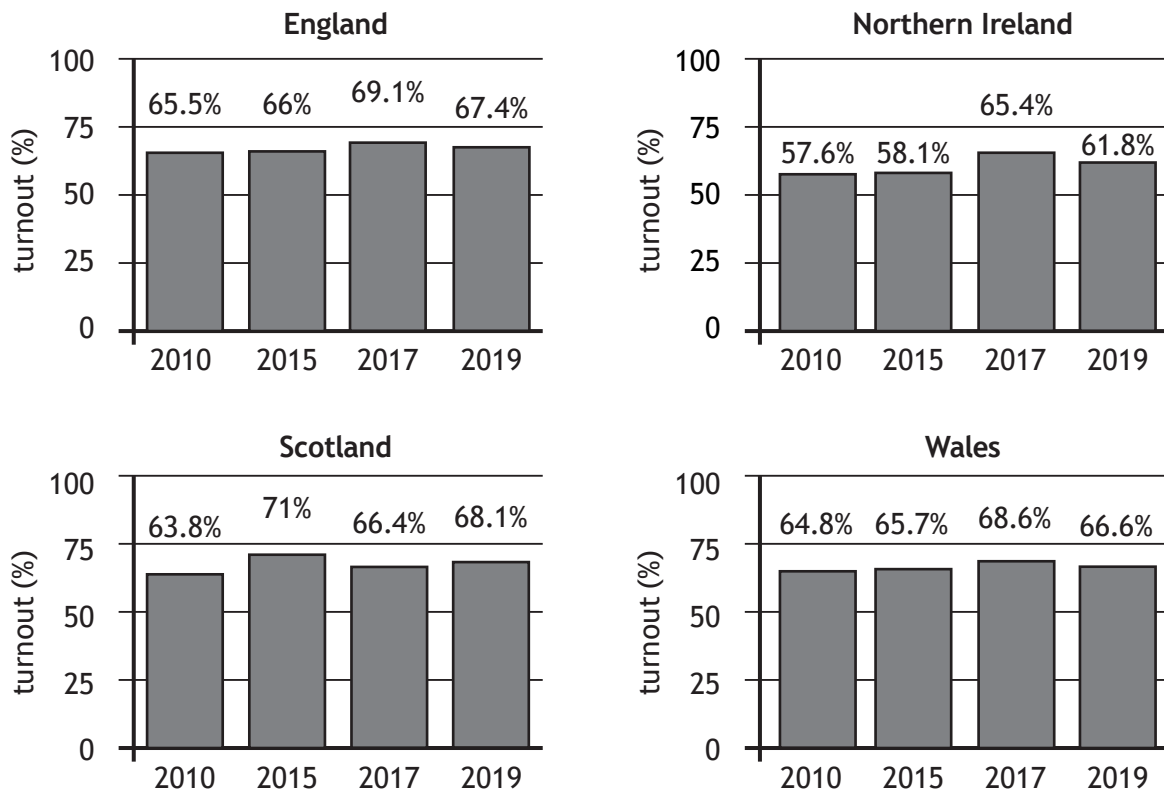 England
turnout (%)
100
75
50
25
0
65.5% 66% 69.1% 67.4%
2010 2015 2017 2019
Northern Ireland
turnout (%)
100
75
50
25
0
57.6% 58.1% 65.4% 61.8%
2010 2015 2017 2019
Scotland
turnout (%)
100
75
50
25
0
63.8% 71% 66.4% 68.1%
2010 2015 2017 2019
Wales
turnout (%)
100
75
50
25
0
64.8% 65.7% 68.6% 66.6%
2010 2015 2017 2019